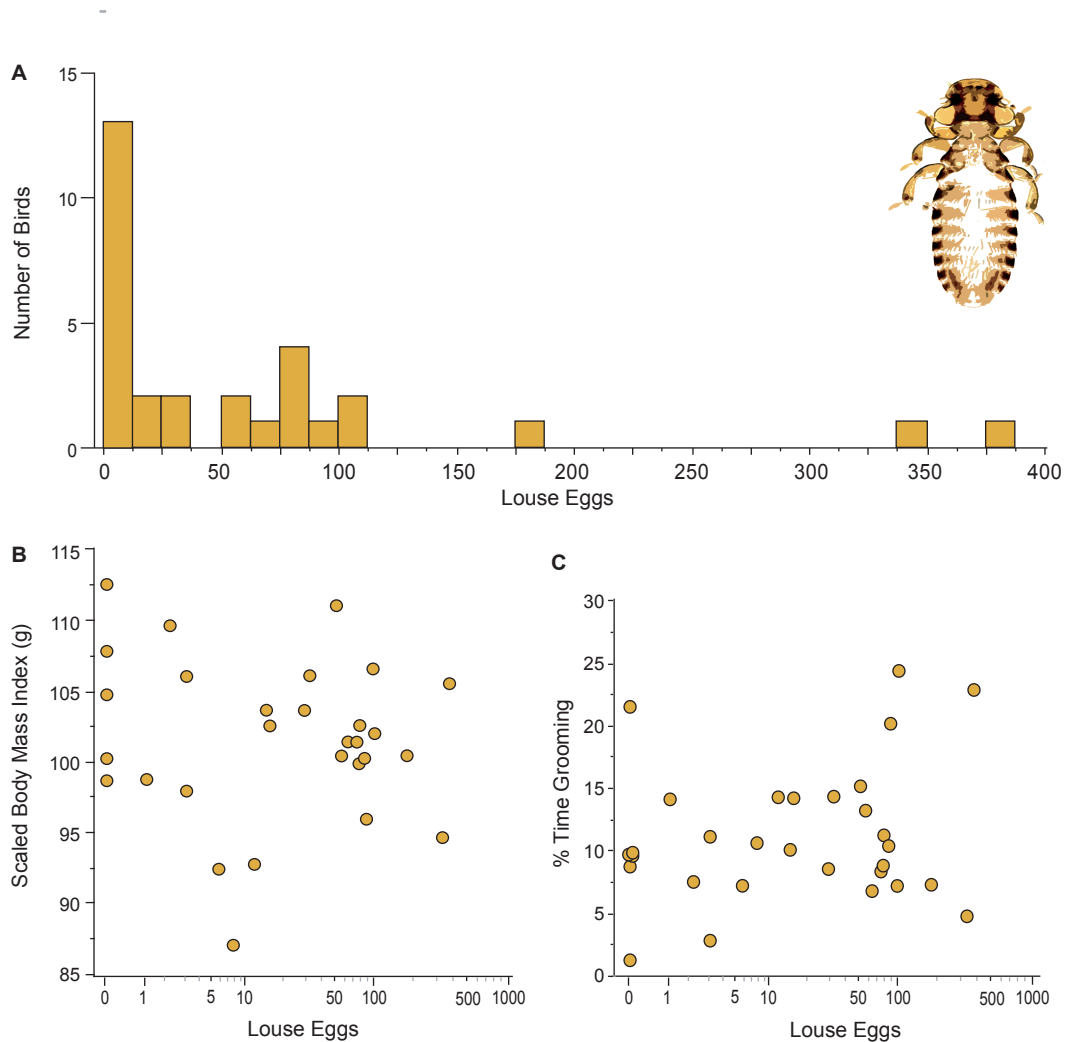 A
15
10
5
0
Number of Birds
0 50 100 150 200 250 300 350 400
Louse Eggs
B
115
110
105
100
95
90
85
Scaled Body Mass Index (g)
0 1 5 10 50 100 500 1000
Louse Eggs
C
30
25
20
15
10
5
0
% Time Grooming
0 1 5 10 50 100 500 1000
Louse Eggs